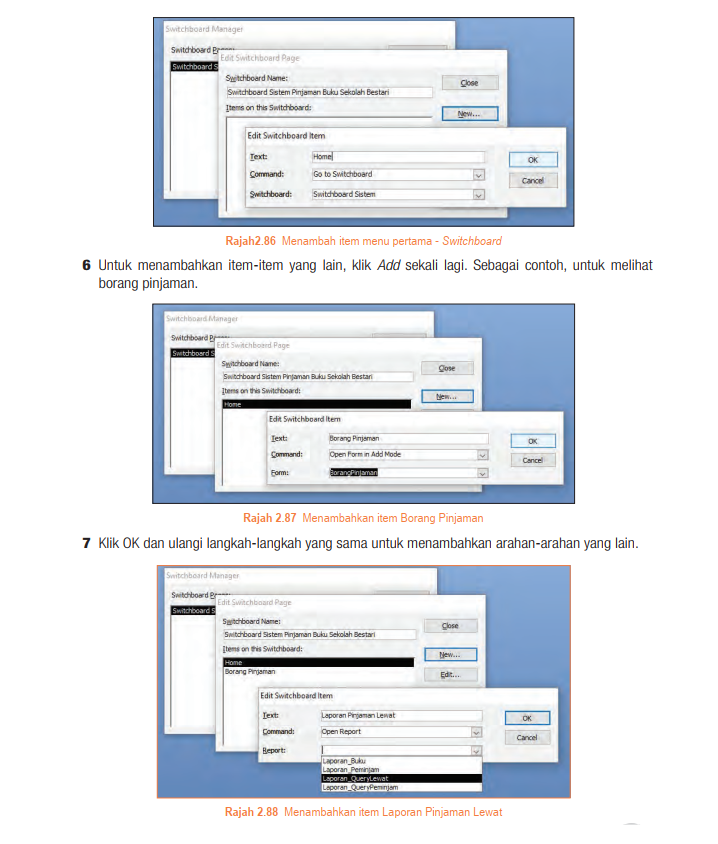 Switchboard Manager
Switchboard Pages:
Switchboard S
Edit Switchboard Page
Switchboard Name:
Switchboard Sistem Pinjaman Buku Sekolah Bestari
Close
Items on this Switchboard:
New...
Edit Switchboard Item
Text: Home
OK
Command: Go to Switchboard
Cancel
Switchboard: Switchboard Sistem
Rajah2.86 Menambah item menu pertama - Switchboard
6 Untuk menambahkan item-item yang lain, klik Add sekali lagi. Sebagai contoh, untuk melihat
borang pinjaman.
Switchboard Manager
Switchboard Pages:
Switchboard S
Edit Switchboard Page
Switchboard Name:
Close
Switchboard Sistem Pinjaman Buku Sekolah Bestari
Items on this Switchboard:
New...
Home
Edit Switchboard Item
Text: Borang Pinjaman
OK
Command: Open Form in Add Mode
Cancel
Form: BorangPinjaman
Rajah 2.87 Menambahkan item Borang Pinjaman
7 Klik OK dan ulangi langkah-langkah yang sama untuk menambahkan arahan-arahan yang lain.
Switchboard Manager
Switchboard Pages:
Switchboard S
Edit Switchboard Page
Switchboard Name:
Close
Switchboard Sistem Pinjaman Buku Sekolah Bestari
Items on this Switchboard:
New...
Home
Borang Pinjaman
Edit...
Edit Switchboard Item
Text: Laporan Pinjaman Lewat
OK
Command: Open Report
Cancel
Report:
Laporan_Buku
Laporan_Peminjam
Laporan_QueryLewat
Laporan_QueryPeminjam
Rajah 2.88 Menambahkan item Laporan Pinjaman Lewat